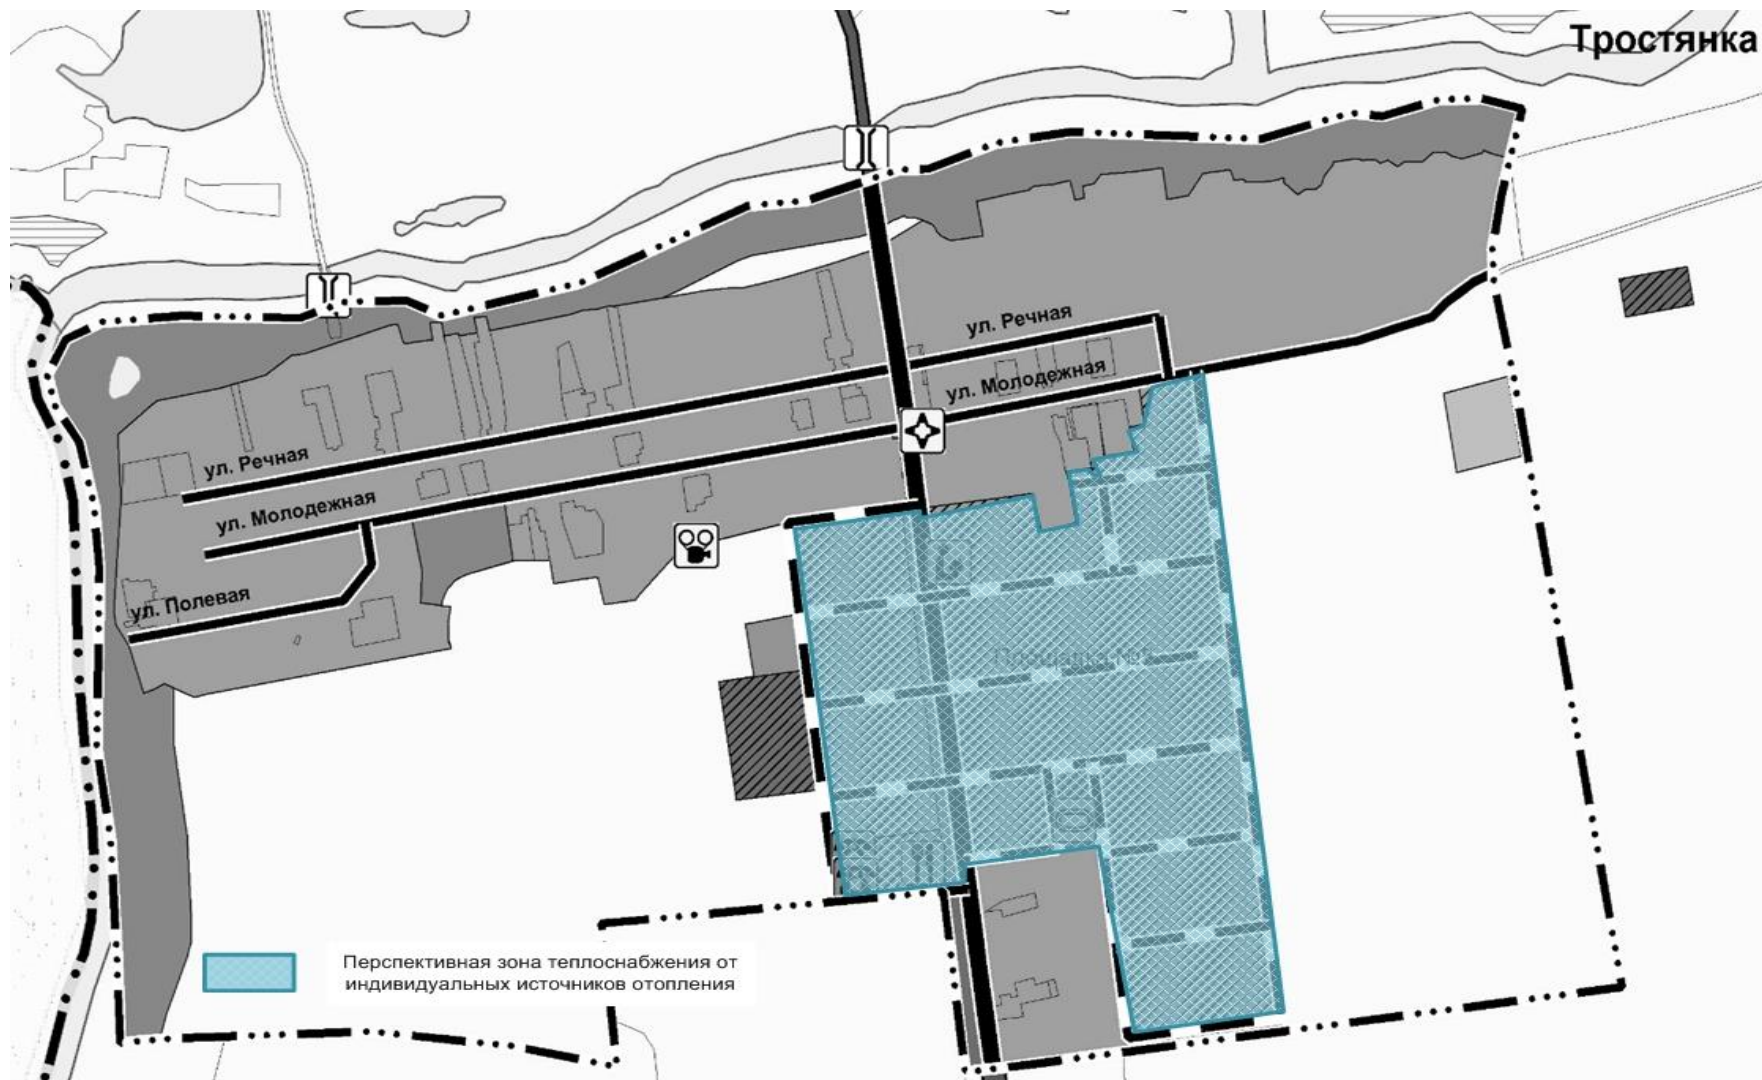 Тростянка
ул. Речная
ул. Молодежная
ул. Речная
ул. Молодежная
ул. Полевая
Перспективная зона теплоснабжения от
индивидуальных источников отопления